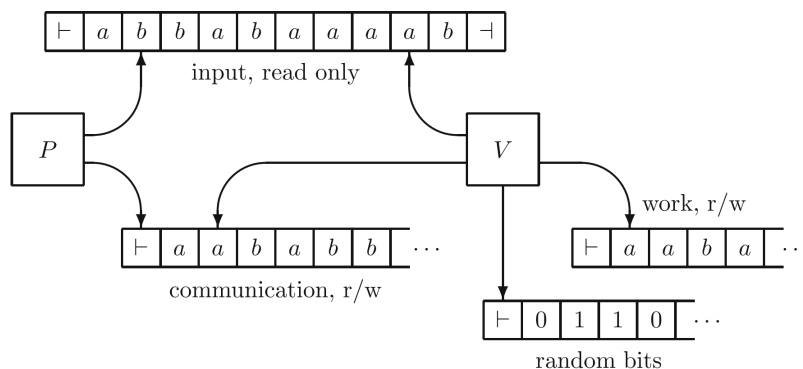 ⊢ a b b a b a a a a b ⊣
input, read only
P
V
work, r/w
⊢ a a b a b b ···
⊢ a a b a ··
communication, r/w
⊢ 0 1 1 0 ···
random bits